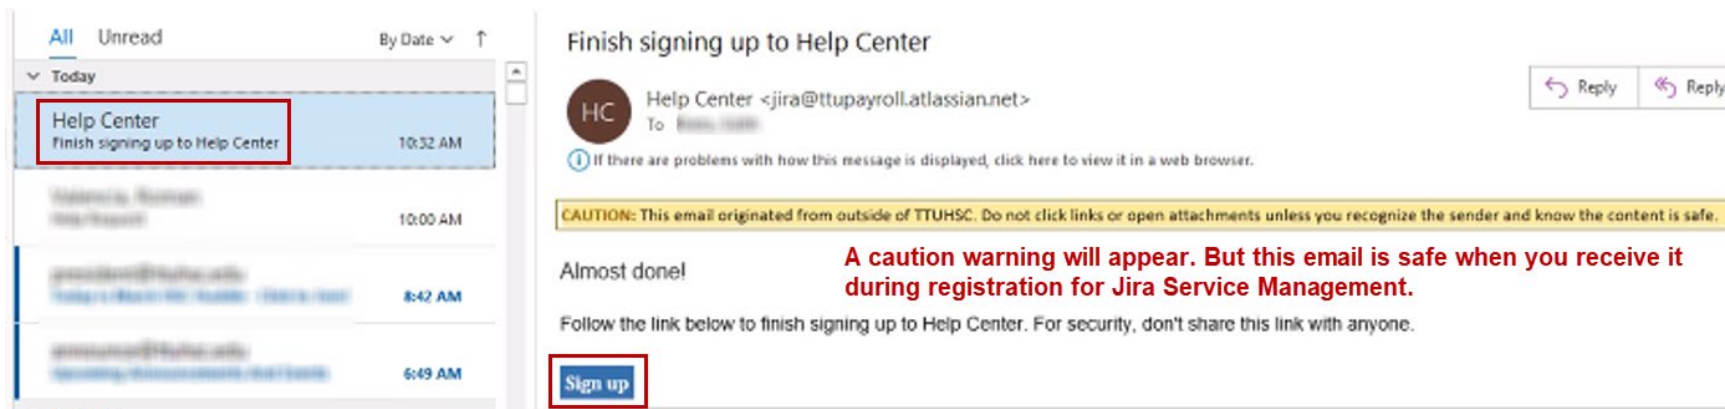 All Unread By Date
Today
Help Center
Finish signing up to Help Center 10:32 AM
10:00 AM
8:42 AM
6:49 AM
Finish signing up to Help Center
HC
Help Center <jira@ttupayroll.atlassian.net>
To
Reply Reply
If there are problems with how this message is displayed, click here to view it in a web browser.
CAUTION: This email originated from outside of TTUHSC. Do not click links or open attachments unless you recognize the sender and know the content is safe.
A caution warning will appear. But this email is safe when you receive it
during registration for Jira Service Management.
Almost done!
Follow the link below to finish signing up to Help Center. For security, don't share this link with anyone.
Sign up